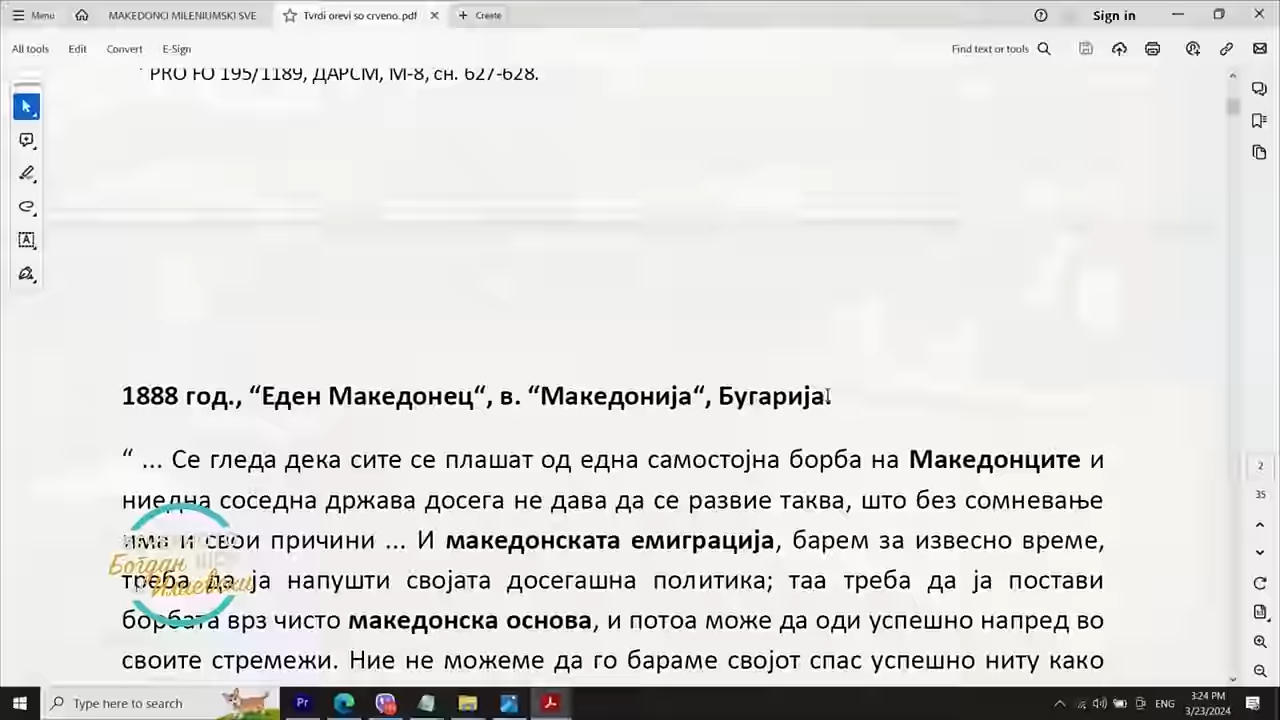 Menu
MAKEDONCI MILENIUMSKI SVE
Tvrdi orevi so crveno.pdf
Create
Sign in
All tools Edit Convert E-Sign
Find text or tools
PRO FO 195/1189, ДАРСМ, М-8, сн. 627-628.
1888 год., “Еден Македонец“, в. “Македонија“, Бугарија.
“ ... Се гледа дека сите се плашат од една самостојна борба на Македонците и
ниедна соседна држава досега не дава да се развие таква, што без сомневање
има и свои причини ... И македонската емиграција, барем за извесно време,
треба да ја напушти својата досегашна политика; таа треба да ја постави
борбата врз чисто македонска основа, и потоа може да оди успешно напред во
своите стремежи. Ние не можеме да го бараме својот спас успешно ниту како
Богдан
Илиевски
2
35
Type here to search
ENG
3:24 PM
3/23/2024